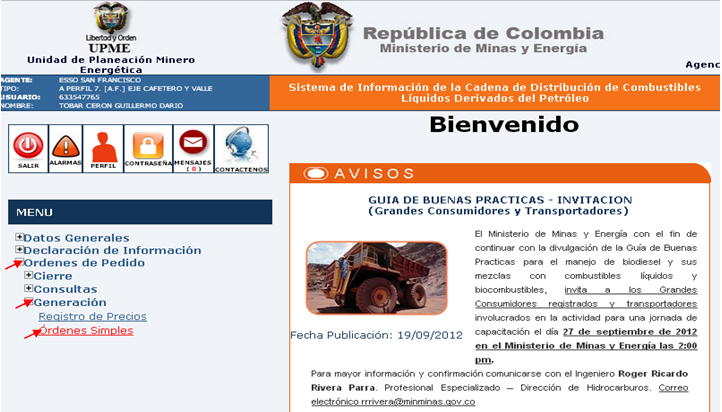 Libertad y Orden
UPME
Unidad de Planeación Minero
Energética
República de Colombia
Ministerio de Minas y Energía
Agenc
AGENTE: ESSO SAN FRANCISCO
TIPO: A PERFIL 7. [A.F.] EJE CAFETERO Y VALLE
USUARIO: 633547765
NOMBRE: TOBAR CERON GUILLERMO DARIO
Sistema de Información de la Cadena de Distribución de Combustibles
Líquidos Derivados del Petróleo
Bienvenido
SALIR
ALARMAS
PERFIL
CONTRASEÑA
MENSAJES
(0)
CONTACTENOS
MENU
Datos Generales
Declaración de Información
Ordenes de Pedido
Cierre
Consultas
Generación
Registro de Precios
Órdenes Simples
AVISOS
GUIA DE BUENAS PRACTICAS - INVITACION
(Grandes Consumidores y Transportadores)
Fecha Publicación: 19/09/2012
El Ministerio de Minas y Energía con el fin de
continuar con la divulgación de la Guía de Buenas
Practicas para el manejo de biodiesel y sus
mezclas con combustibles líquidos y
biocombustibles, invita a los Grandes
Consumidores registrados y transportadores
involucrados en la actividad para una jornada de
capacitación el día 27 de septiembre de 2012
en el Ministerio de Minas y Energía las 2:00
pm.
Para mayor información y confirmación comunicarse con el Ingeniero Roger Ricardo
Rivera Parra. Profesional Especializado – Dirección de Hidrocarburos. Correo
electrónico rrrivera@minminas.gov.co